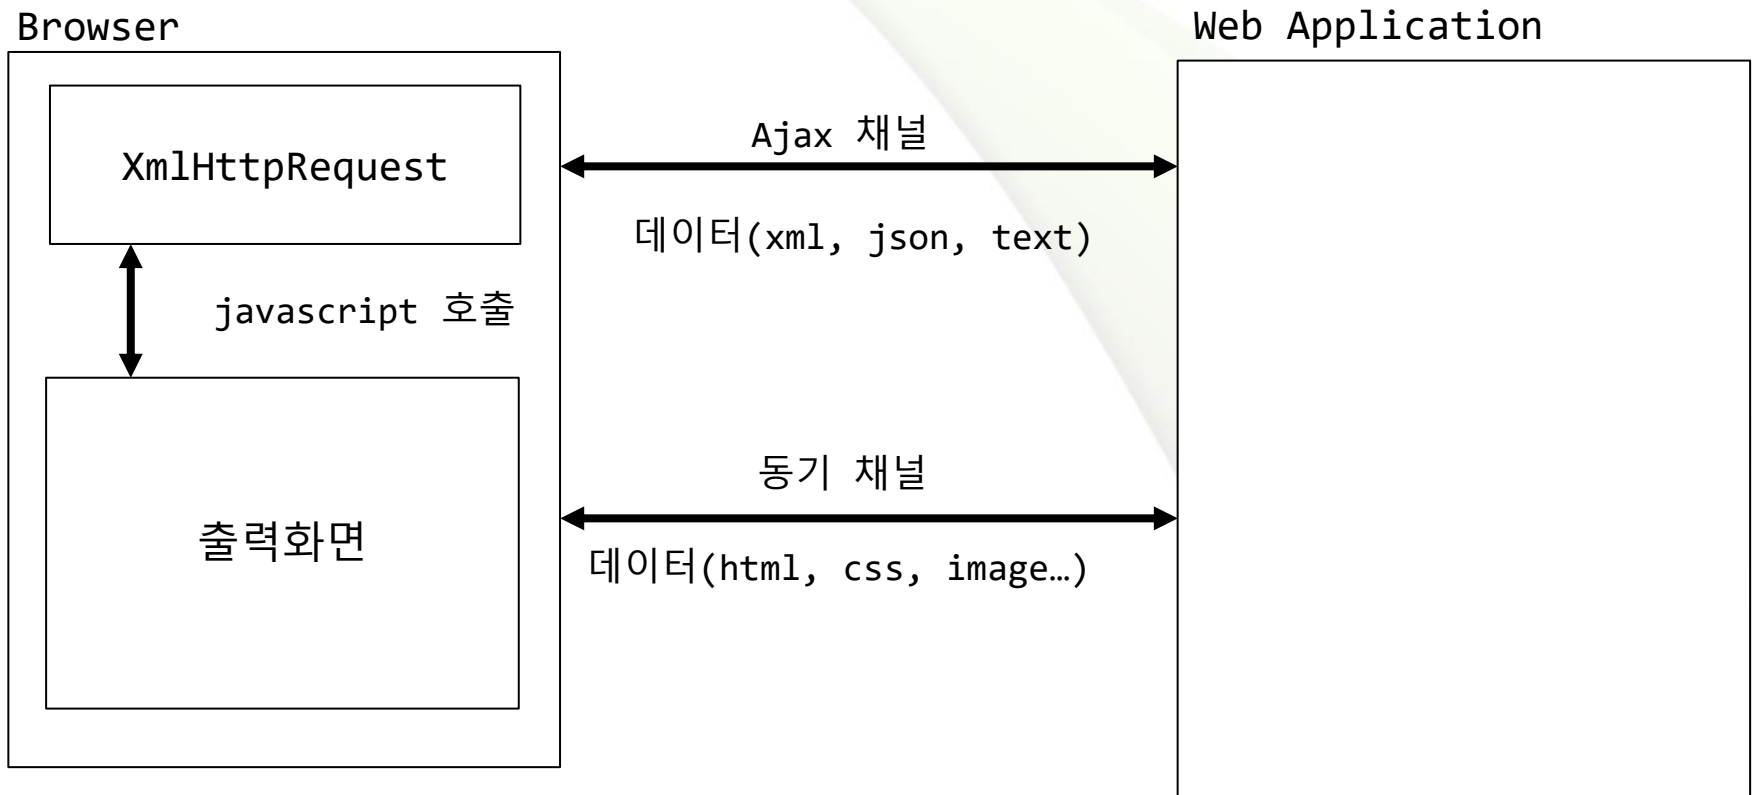 Browser
Web Application
XmlHttpRequest
Ajax 채널
데이터(xml, json, text)
javascript 호출
동기 채널
출력화면
데이터(html, css, image…)